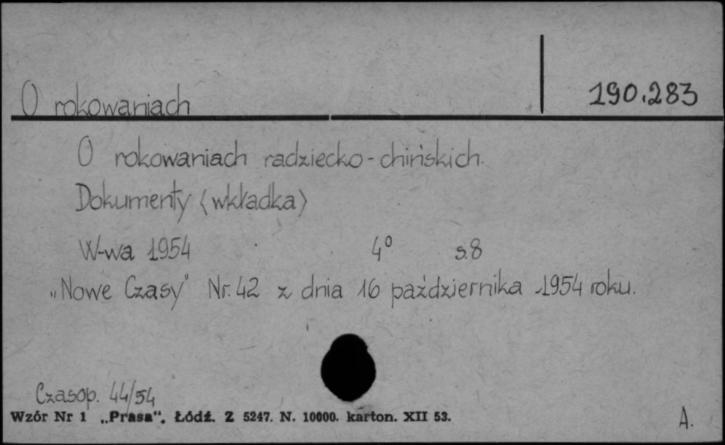 O rokowaniach 190.283
O rokowaniach radziecko-chińskich.
Dokumenty (wkładka)
W-wa 1954 4° s.8
„Nowe Czasy" Nr. 42 z dnia 16 października 1954 roku.
Czasop. 44/54
Wzór Nr 1 „Prasa“. Łódź. Z 5247. N. 10000. karton. XII 53.
A.